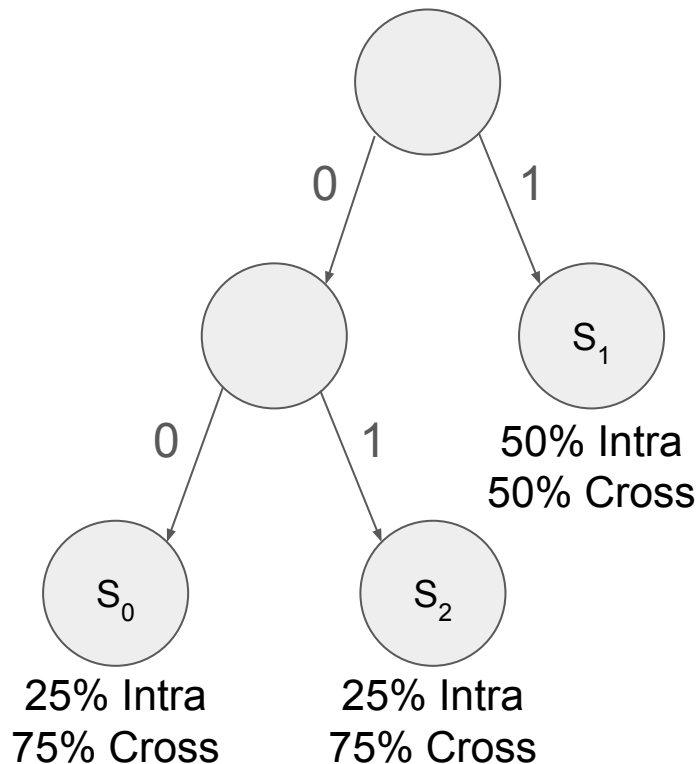 0
1
S1
50% Intra
50% Cross
0
1
S0
25% Intra
75% Cross
S2
25% Intra
75% Cross